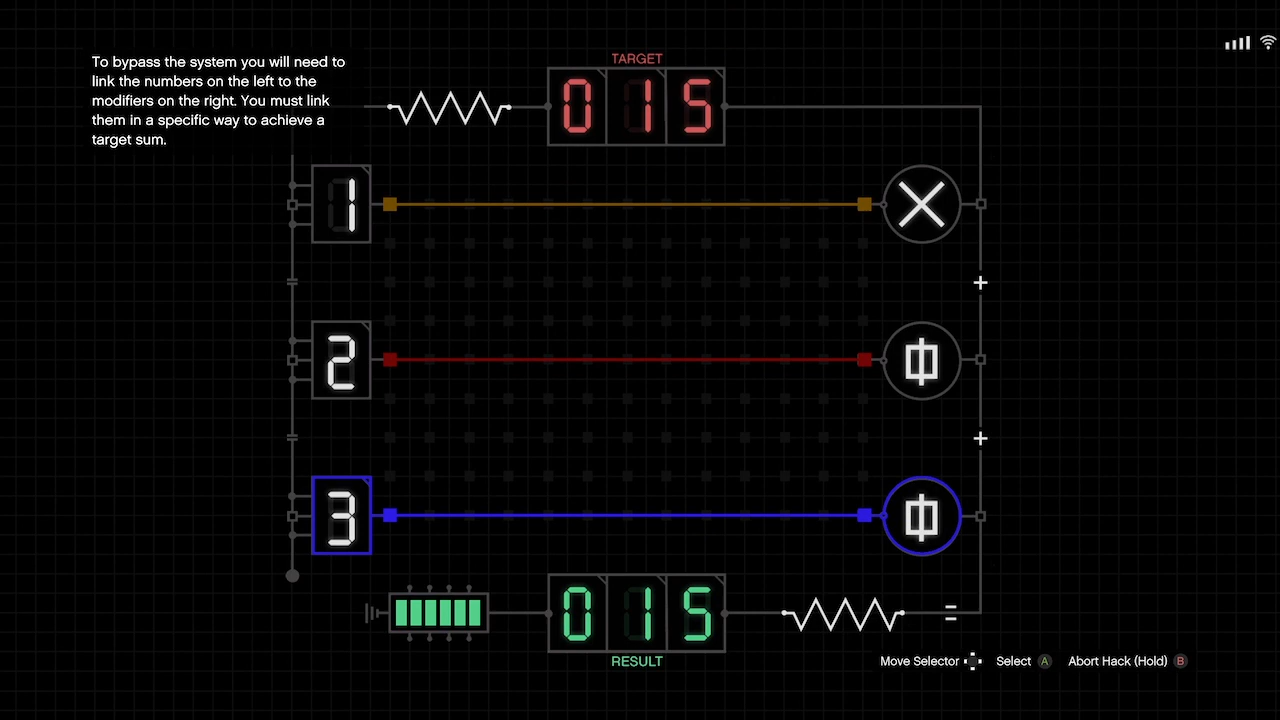 To bypass the system you will need to
link the numbers on the left to the
modifiers on the right. You must link
them in a specific way to achieve a
target sum.
TARGET
015
1
+
2
+
3
=
015
RESULT
Move Selector
Select A
Abort Hack (Hold) B